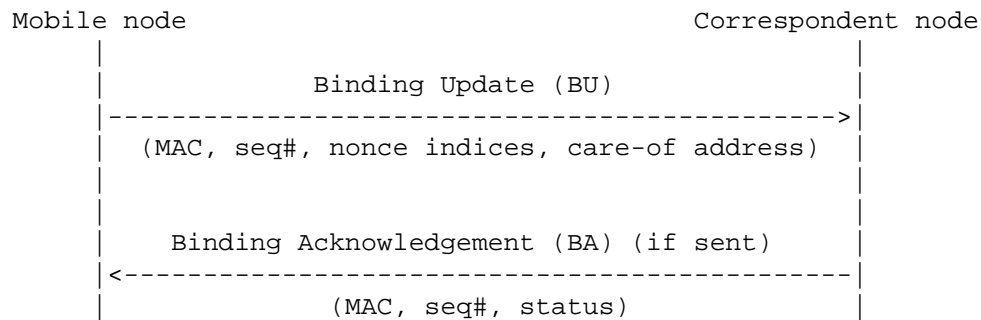 Mobile node Correspondent node
Binding Update (BU)
(MAC, seq#, nonce indices, care-of address)
Binding Acknowledgement (BA) (if sent)
(MAC, seq#, status)